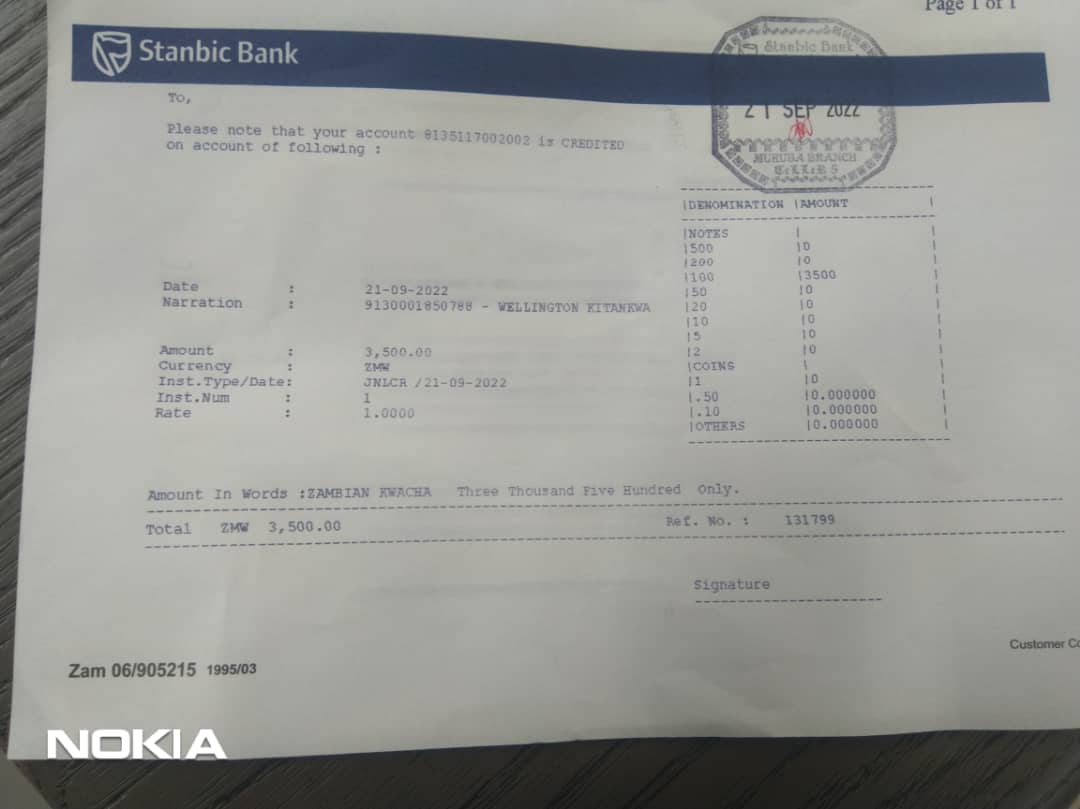 Page 1 of 1
Stanbic Bank
Stanbic Bank
21 SEP 2022
MUKUBA BRANCH
TELLER 5
To,
Please note that your account 8135117002002 is CREDITED
on account of following :
|DENOMINATION |AMOUNT |
|NOTES | |
|500 |0 |
|200 |0 |
|100 |3500 |
|50 |0 |
|20 |0 |
|10 |0 |
|5 |0 |
|2 |0 |
|COINS | |
|1 |0 |
|.50 |0.000000 |
|.10 |0.000000 |
|OTHERS |0.000000 |
Date : 21-09-2022
Narration : 9130001850788 - WELLINGTON KITANKWA
Amount : 3,500.00
Currency : ZMW
Inst.Type/Date: JNLCR /21-09-2022
Inst.Num : 1
Rate : 1.0000
Amount In Words :ZAMBIAN KWACHA Three Thousand Five Hundred Only.
Total ZMW 3,500.00 Ref. No. : 131799
Signature
Customer
Zam 06/905215 1995/03
NOKIA